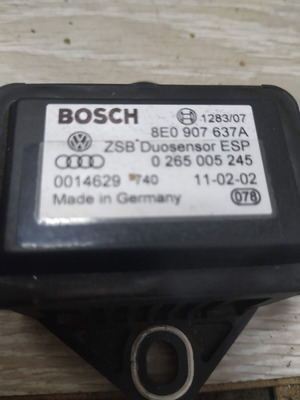 BOSCH 1283/07
8E0 907 637A
ZSB Duosensor ESP
0 265 005 245
0014629 740 11-02-02
Made in Germany 078